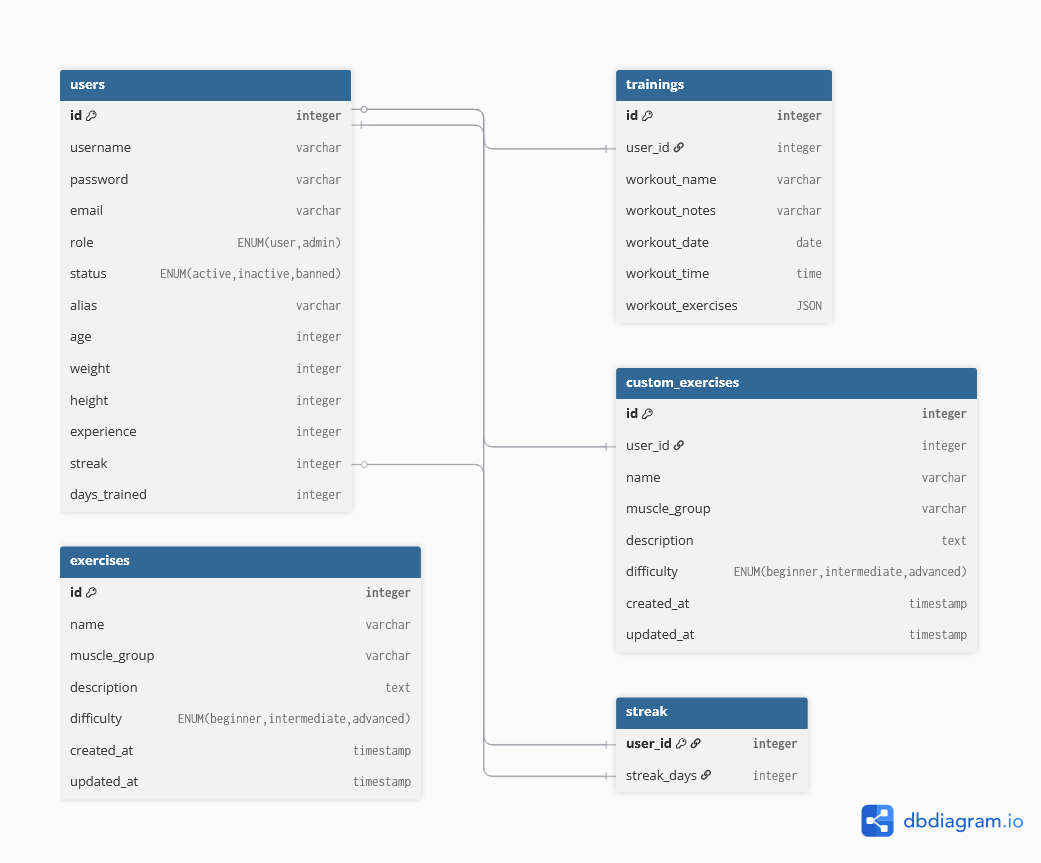 users
id integer
username varchar
password varchar
email varchar
role ENUM(user,admin)
status ENUM(active,inactive,banned)
alias varchar
age integer
weight integer
height integer
experience integer
streak integer
days_trained integer
exercises
id integer
name varchar
muscle_group varchar
description text
difficulty ENUM(beginner,intermediate,advanced)
created_at timestamp
updated_at timestamp
trainings
id integer
user_id integer
workout_name varchar
workout_notes varchar
workout_date date
workout_time time
workout_exercises JSON
custom_exercises
id integer
user_id integer
name varchar
muscle_group varchar
description text
difficulty ENUM(beginner,intermediate,advanced)
created_at timestamp
updated_at timestamp
streak
user_id integer
streak_days integer
dbdiagram.io